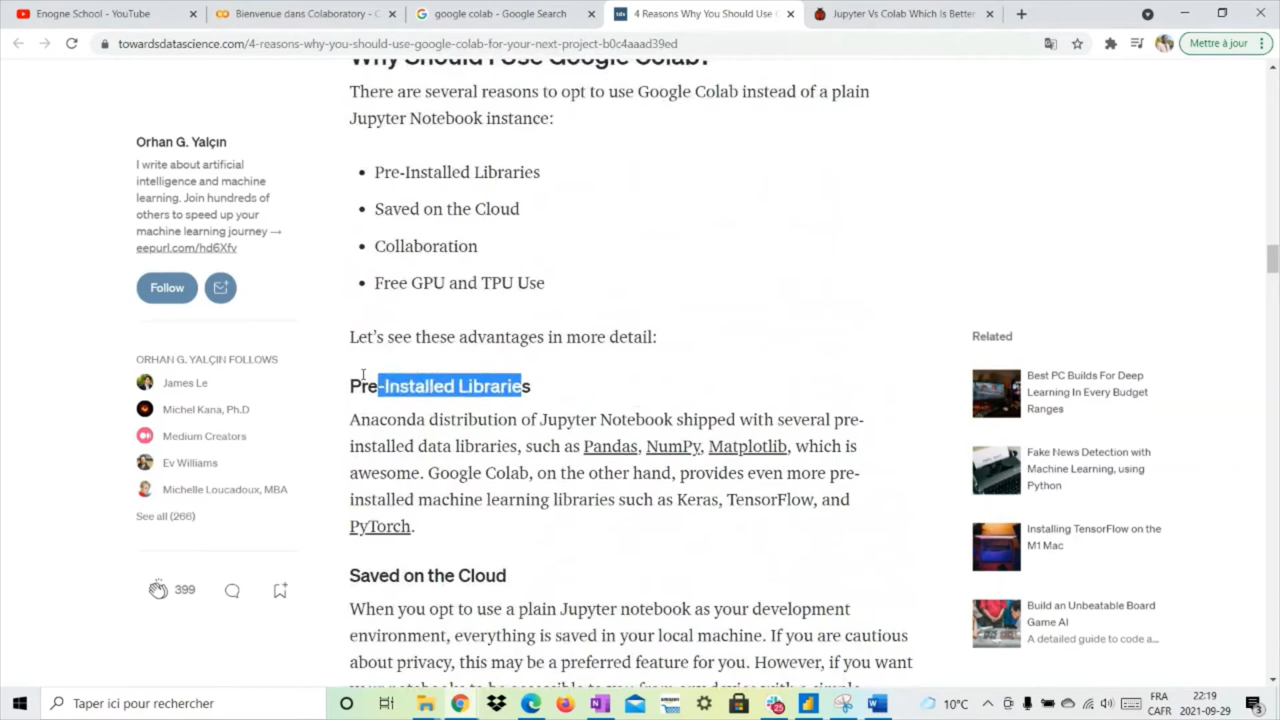 Enogne School - YouTube
Bienvenue dans Colaboratory - C
google colab - Google Search
4 Reasons Why You Should Use
Jupyter Vs Colab Which Is Better
towardsdatascience.com/4-reasons-why-you-should-use-google-colab-for-your-next-project-b0c4aaad39ed
Mettre à jour
Why Should I Use Google Colab?
There are several reasons to opt to use Google Colab instead of a plain
Jupyter Notebook instance:
• Pre-Installed Libraries
• Saved on the Cloud
• Collaboration
• Free GPU and TPU Use
Let's see these advantages in more detail:
Pre-Installed Libraries
Anaconda distribution of Jupyter Notebook shipped with several pre-
installed data libraries, such as Pandas, NumPy, Matplotlib, which is
awesome. Google Colab, on the other hand, provides even more pre-
installed machine learning libraries such as Keras, TensorFlow, and
PyTorch.
Saved on the Cloud
When you opt to use a plain Jupyter notebook as your development
environment, everything is saved in your local machine. If you are cautious
about privacy, this may be a preferred feature for you. However, if you want
Orhan G. Yalçın
I write about artificial
intelligence and machine
learning. Join hundreds of
others to speed up your
machine learning journey →
eepurl.com/hd6Xfv
Follow
ORHAN G. YALÇIN FOLLOWS
James Le
Michel Kana, Ph.D
Medium Creators
Ev Williams
Michelle Loucadoux, MBA
See all (266)
399
Related
Best PC Builds For Deep
Learning In Every Budget
Ranges
Fake News Detection with
Machine Learning, using
Python
Installing TensorFlow on the
M1 Mac
Build an Unbeatable Board
Game AI
A detailed guide to code a...
Taper ici pour rechercher
amazon
25
10°C
FRA
CAFR
22:19
2021-09-29
3